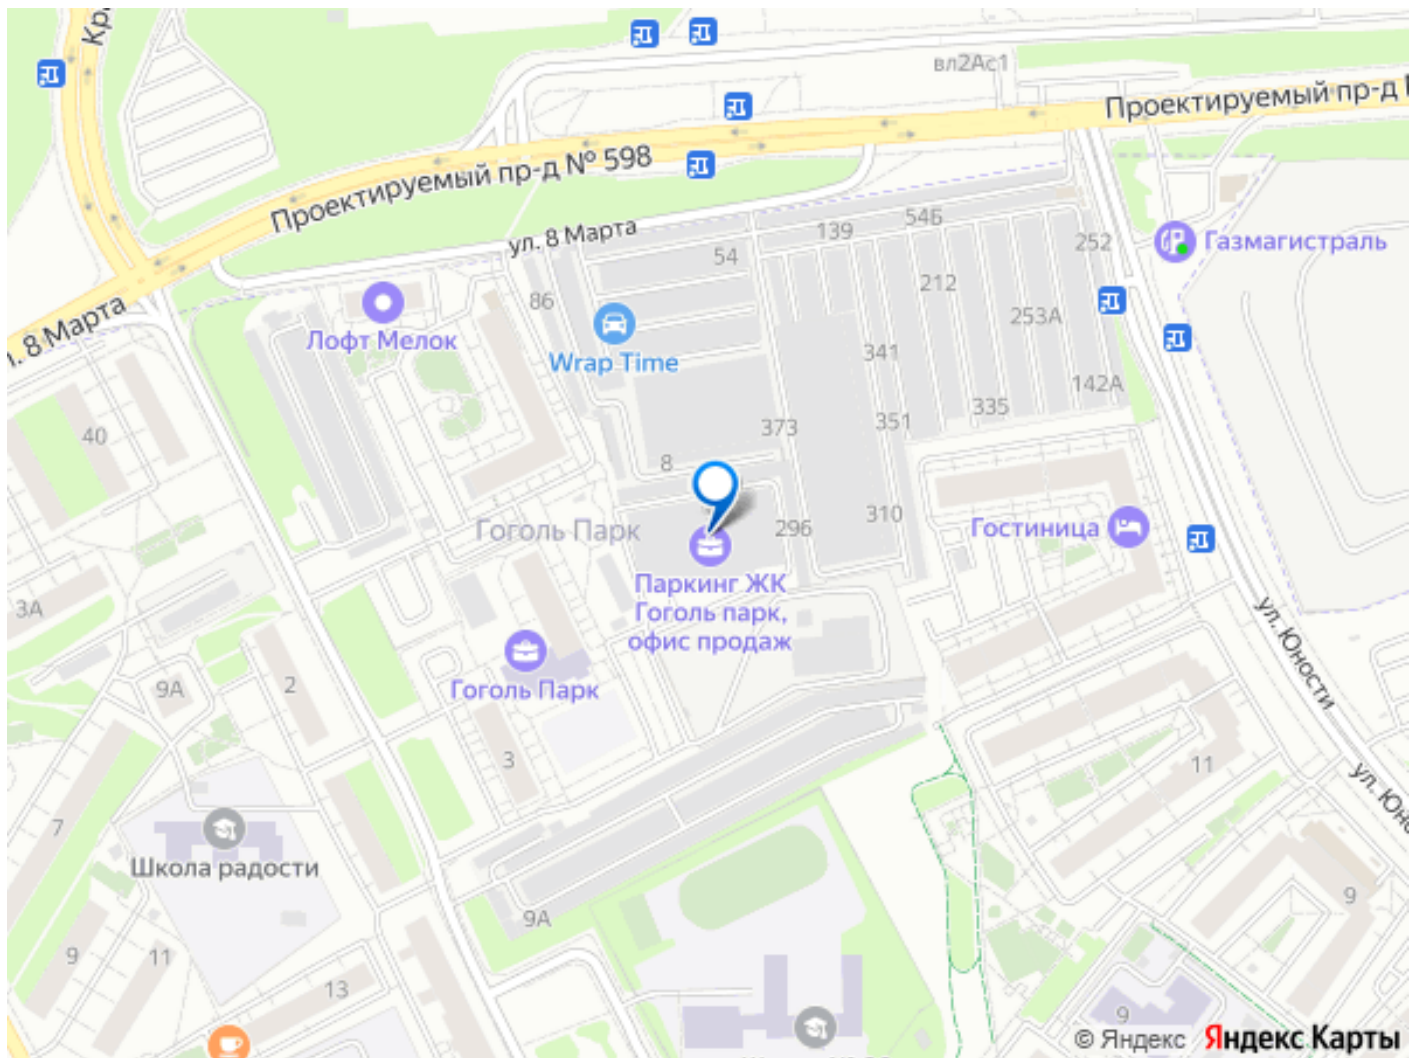 вл2Ас1
Проектируемый пр-д
Проектируемый пр-д № 598
ул. 8 Марта
54Б
139
252
Газмагистраль
54
212
86
253А
Лофт Мелок
8 Марта
Wrap Time
341
142А
335
351
373
40
8
310
296
Гоголь Парк
Гостиница
Паркинг ЖК
Гоголь парк,
офис продаж
3А
ул. Юности
Гоголь Парк
9А
2
3
11
ул. Юно
7
Школа радости
9
9А
9
11
13
9
© Яндекс Яндекс Карты